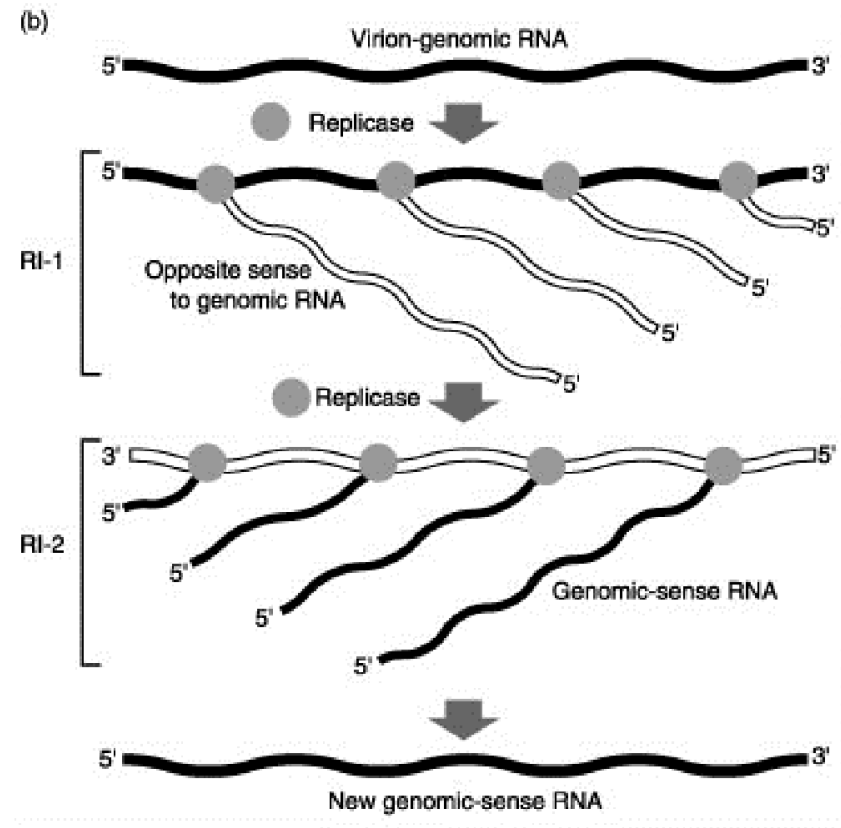 (b)
Virion-genomic RNA
5' 3'
Replicase
5' 3'
5'
RI-1
Opposite sense
to genomic RNA
5'
5'
5'
Replicase
3' 5'
5'
RI-2
5'
Genomic-sense RNA
5'
5'
5' 3'
New genomic-sense RNA